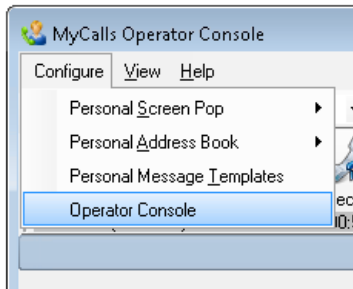 MyCalls Operator Console
Configure View Help
Personal Screen Pop
Personal Address Book
Personal Message Templates
Operator Console